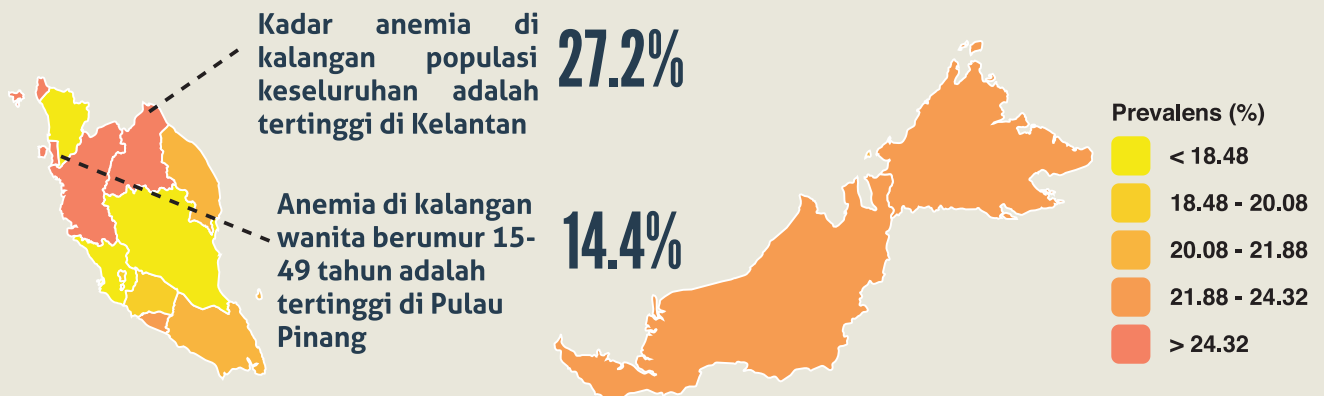 Kadar anemia di
kalangan populasi
keseluruhan adalah
tertinggi di Kelantan
27.2%
Anemia di kalangan
wanita berumur 15-
49 tahun adalah
tertinggi di Pulau
Pinang
14.4%
Prevalens (%)
< 18.48
18.48 - 20.08
20.08 - 21.88
21.88 - 24.32
> 24.32